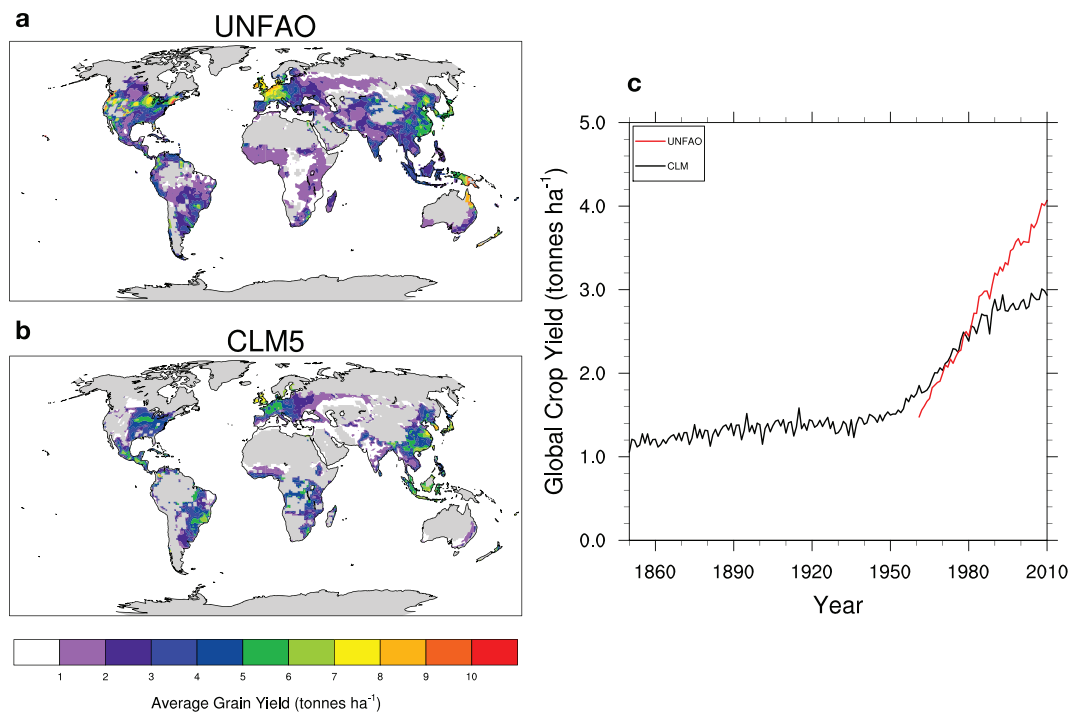 a
UNFAO
b
CLM5
1 2 3 4 5 6 7 8 9 10
Average Grain Yield (tonnes ha⁻¹)
c
Global Crop Yield (tonnes ha⁻¹)
5.0
4.0
3.0
2.0
1.0
0.0
UNFAO
CLM
1860 1890 1920 1950 1980 2010
Year